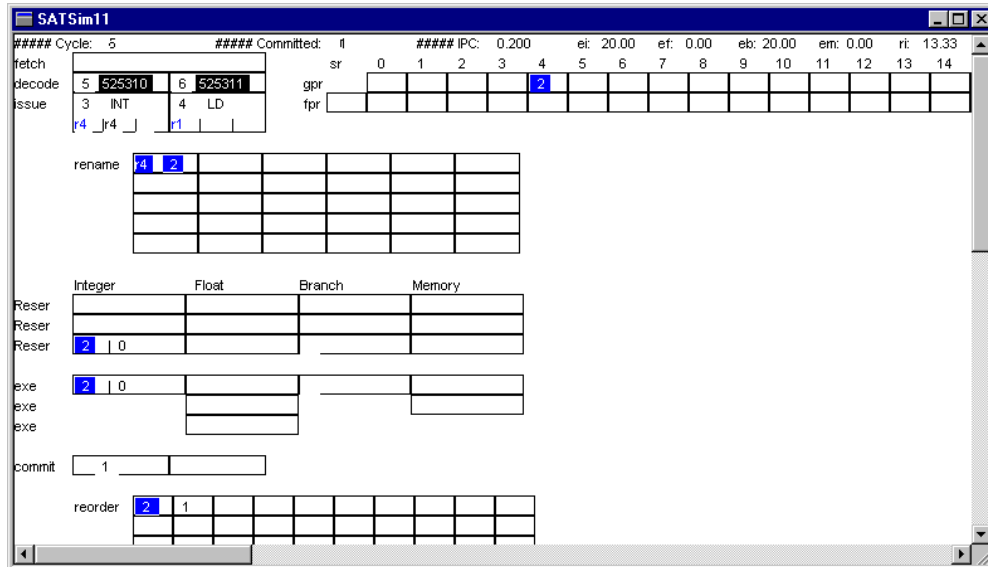 SATSim11
##### Cycle: 5 ##### Committed: 1 ##### IPC: 0.200 ei: 20.00 ef: 0.00 eb: 20.00 em: 0.00 ri: 13.33
fetch sr 0 1 2 3 4 5 6 7 8 9 10 11 12 13 14
decode 5 525310 6 525311 gpr 2
issue 3 INT 4 LD fpr
r4 _|r4 _| r1 | |
rename r4 2
Integer Float Branch Memory
Reser
Reser
Reser 2 | 0
exe 2 | 0
exe
exe
commit __ 1 ____
reorder 2 1